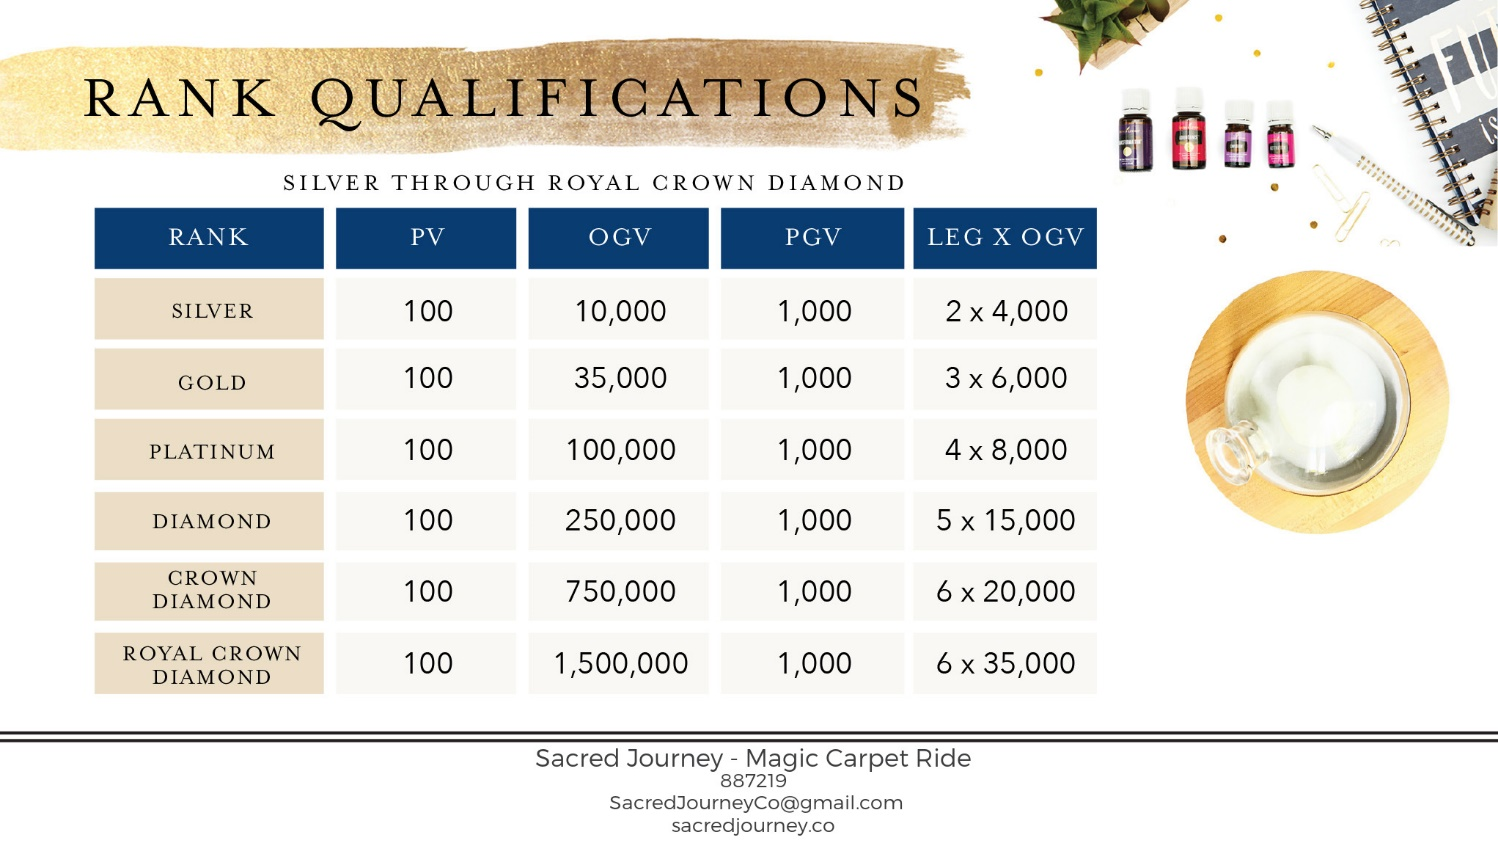 RANK QUALIFICATIONS
SILVER THROUGH ROYAL CROWN DIAMOND
RANK PV OGV PGV LEG X OGV
SILVER 100 10,000 1,000 2 x 4,000
GOLD 100 35,000 1,000 3 x 6,000
PLATINUM 100 100,000 1,000 4 x 8,000
DIAMOND 100 250,000 1,000 5 x 15,000
CROWN
DIAMOND 100 750,000 1,000 6 x 20,000
ROYAL CROWN
DIAMOND 100 1,500,000 1,000 6 x 35,000
Sacred Journey - Magic Carpet Ride
887219
SacredJourneyCo@gmail.com
sacredjourney.co
is